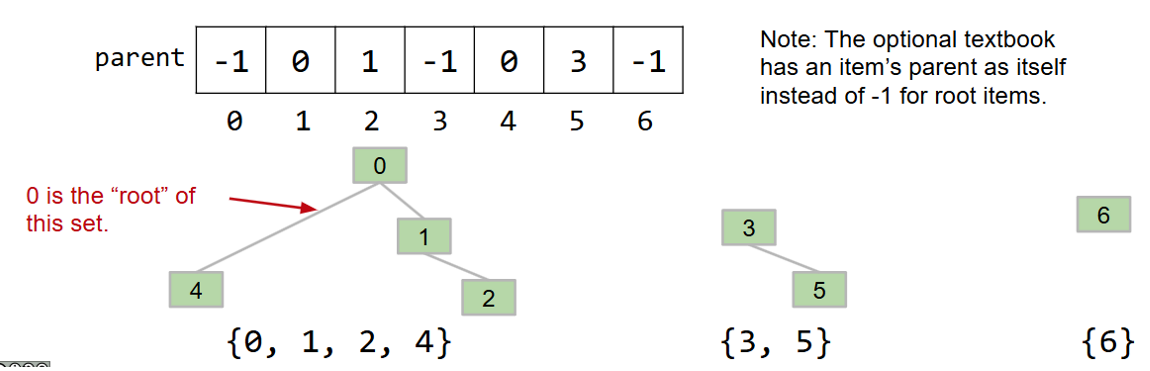 parent -1 0 1 -1 0 3 -1
0 1 2 3 4 5 6
Note: The optional textbook
has an item’s parent as itself
instead of -1 for root items.
0 is the “root” of
this set.
0
1
4
2
{0, 1, 2, 4}
3
5
{3, 5}
6
{6}